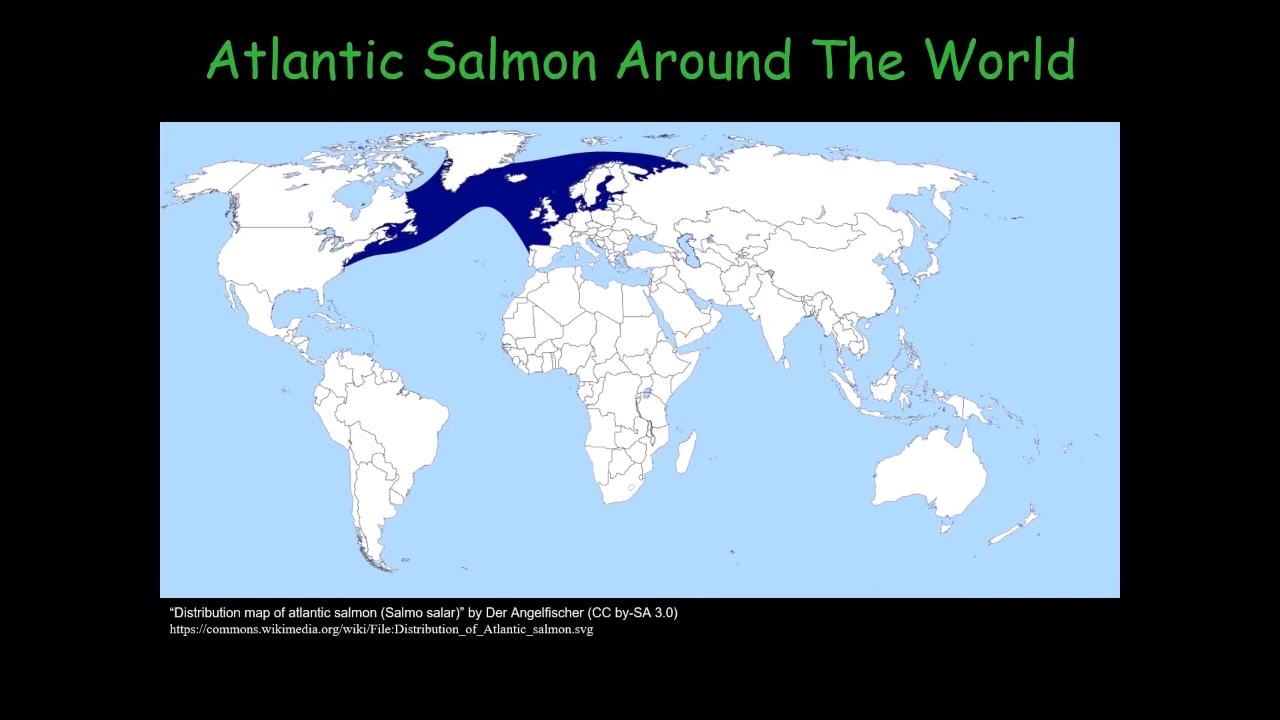 Atlantic Salmon Around The World
“Distribution map of atlantic salmon (Salmo salar)” by Der Angelfischer (CC by-SA 3.0)
https://commons.wikimedia.org/wiki/File:Distribution_of_Atlantic_salmon.svg